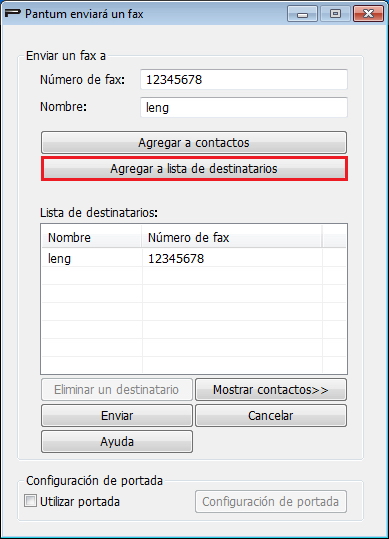 Pantum enviará un fax
Enviar un fax a
Número de fax: 12345678
Nombre: leng
Agregar a contactos
Agregar a lista de destinatarios
Lista de destinatarios:
Nombre Número de fax
leng 12345678
Eliminar un destinatario Mostrar contactos>>
Enviar Cancelar
Ayuda
Configuración de portada
Utilizar portada Configuración de portada